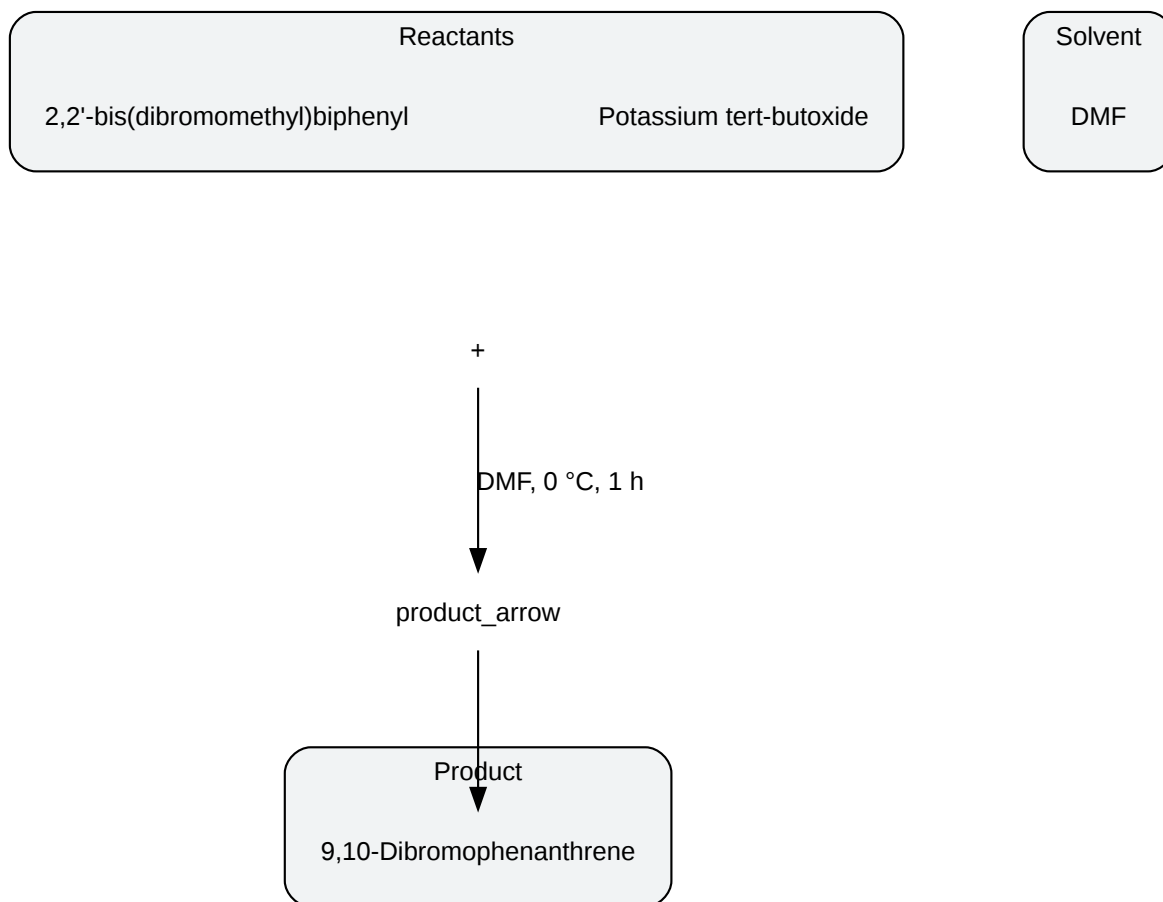 Reactants
Solvent
2,2'-bis(dibromomethyl)biphenyl
Potassium tert-butoxide
DMF
+
DMF, 0 °C, 1 h
product_arrow
Product
9,10-Dibromophenanthrene